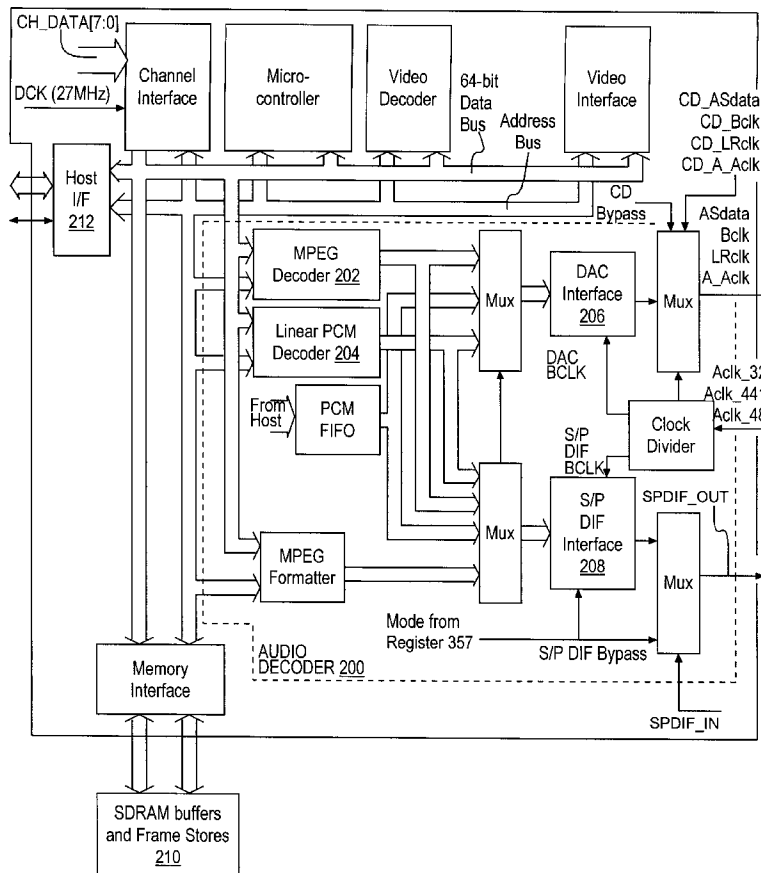 CH_DATA[7:0]
DCK (27MHz)
Channel
Interface
Micro-
controller
Video
Decoder
64-bit
Data
Bus
Address
Bus
Video
Interface
CD_ASdata
CD_Bclk
CD_LRclk
CD_A_Aclk
Host
I/F
212
CD
Bypass
ASdata
Bclk
LRclk
A_Aclk
MPEG
Decoder 202
Mux
DAC
Interface
206
Mux
Linear PCM
Decoder 204
DAC
BCLK
From
Host
PCM
FIFO
Aclk_32
Aclk_441
Aclk_48
Clock
Divider
S/P
DIF
BCLK
SPDIF_OUT
Mux
S/P
DIF
Interface
208
Mux
MPEG
Formatter
Mode from
Register 357
S/P DIF Bypass
AUDIO
DECODER 200
Memory
Interface
SPDIF_IN
SDRAM buffers
and Frame Stores
210